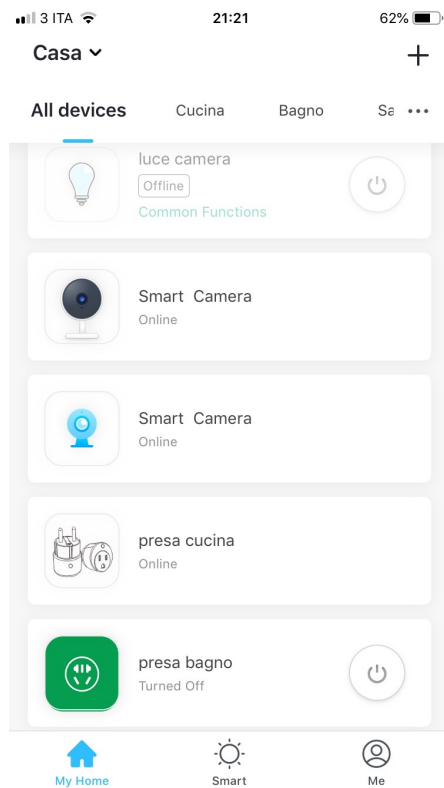 3 ITA 21:21 62%
Casa
All devices Cucina Bagno Sa
luce camera
Offline
Common Functions
Smart Camera
Online
Smart Camera
Online
presa cucina
Online
presa bagno
Turned Off
My Home Smart Me